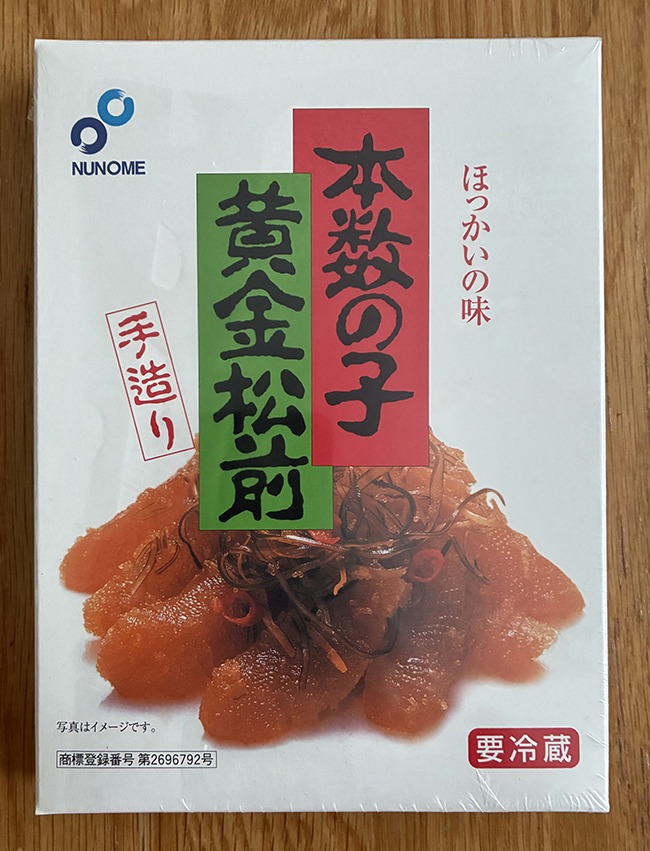 NUNOME
ほっかいの味
本数の子
黄金松前
手造り
写真はイメージです。
商標登録番号 第2696792号
要冷蔵